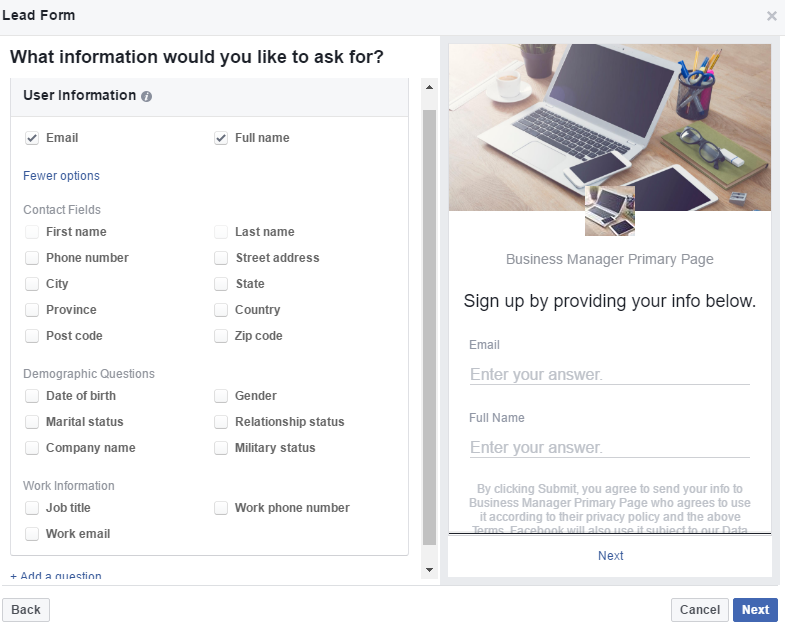 Lead Form
What information would you like to ask for?
User Information
Email
Full name
Fewer options
Contact Fields
First name
Last name
Phone number
Street address
City
State
Province
Country
Post code
Zip code
Demographic Questions
Date of birth
Gender
Marital status
Relationship status
Company name
Military status
Work Information
Job title
Work phone number
Work email
+ Add a question
Back
Business Manager Primary Page
Sign up by providing your info below.
Email
Enter your answer.
Full Name
Enter your answer.
By clicking Submit, you agree to send your info to
Business Manager Primary Page who agrees to use
it according to their privacy policy and the above
Terms. Facebook will also use it subject to our Data
Next
Cancel
Next